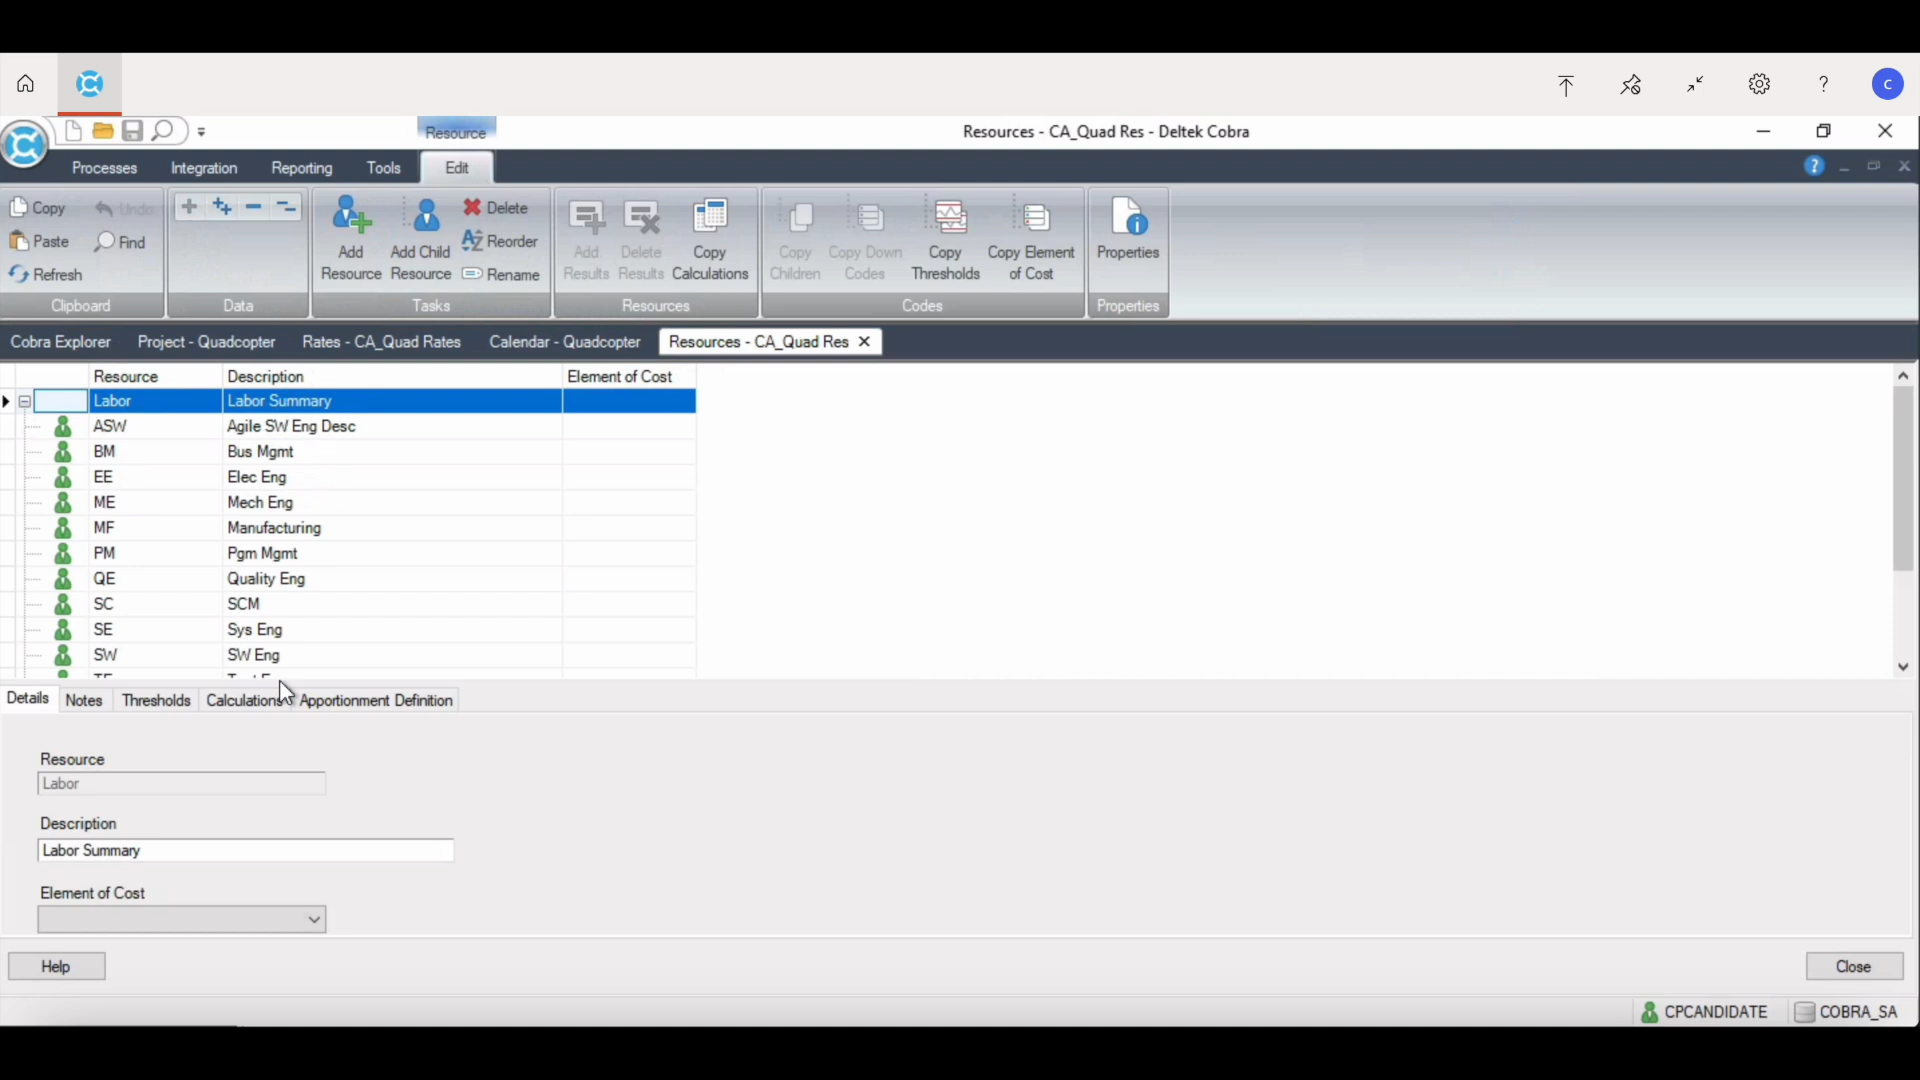 C
Resource
Resources - CA_Quad Res - Deltek Cobra
Processes Integration Reporting Tools Edit
Copy Undo
Paste Find
Refresh
Clipboard
Data
Add Resource
Add Child Resource
Delete
Reorder
Rename
Tasks
Add Results
Delete Results
Copy Calculations
Resources
Copy Children
Copy Down Codes
Copy Thresholds
Copy Element of Cost
Codes
Properties
Properties
Cobra Explorer Project - Quadcopter Rates - CA_Quad Rates Calendar - Quadcopter Resources - CA_Quad Res
Resource Description Element of Cost
Labor Labor Summary
ASW Agile SW Eng Desc
BM Bus Mgmt
EE Elec Eng
ME Mech Eng
MF Manufacturing
PM Pgm Mgmt
QE Quality Eng
SC SCM
SE Sys Eng
SW SW Eng
Details Notes Thresholds Calculations Apportionment Definition
Resource
Labor
Description
Labor Summary
Element of Cost
Help Close
CPCANDIDATE COBRA_SA